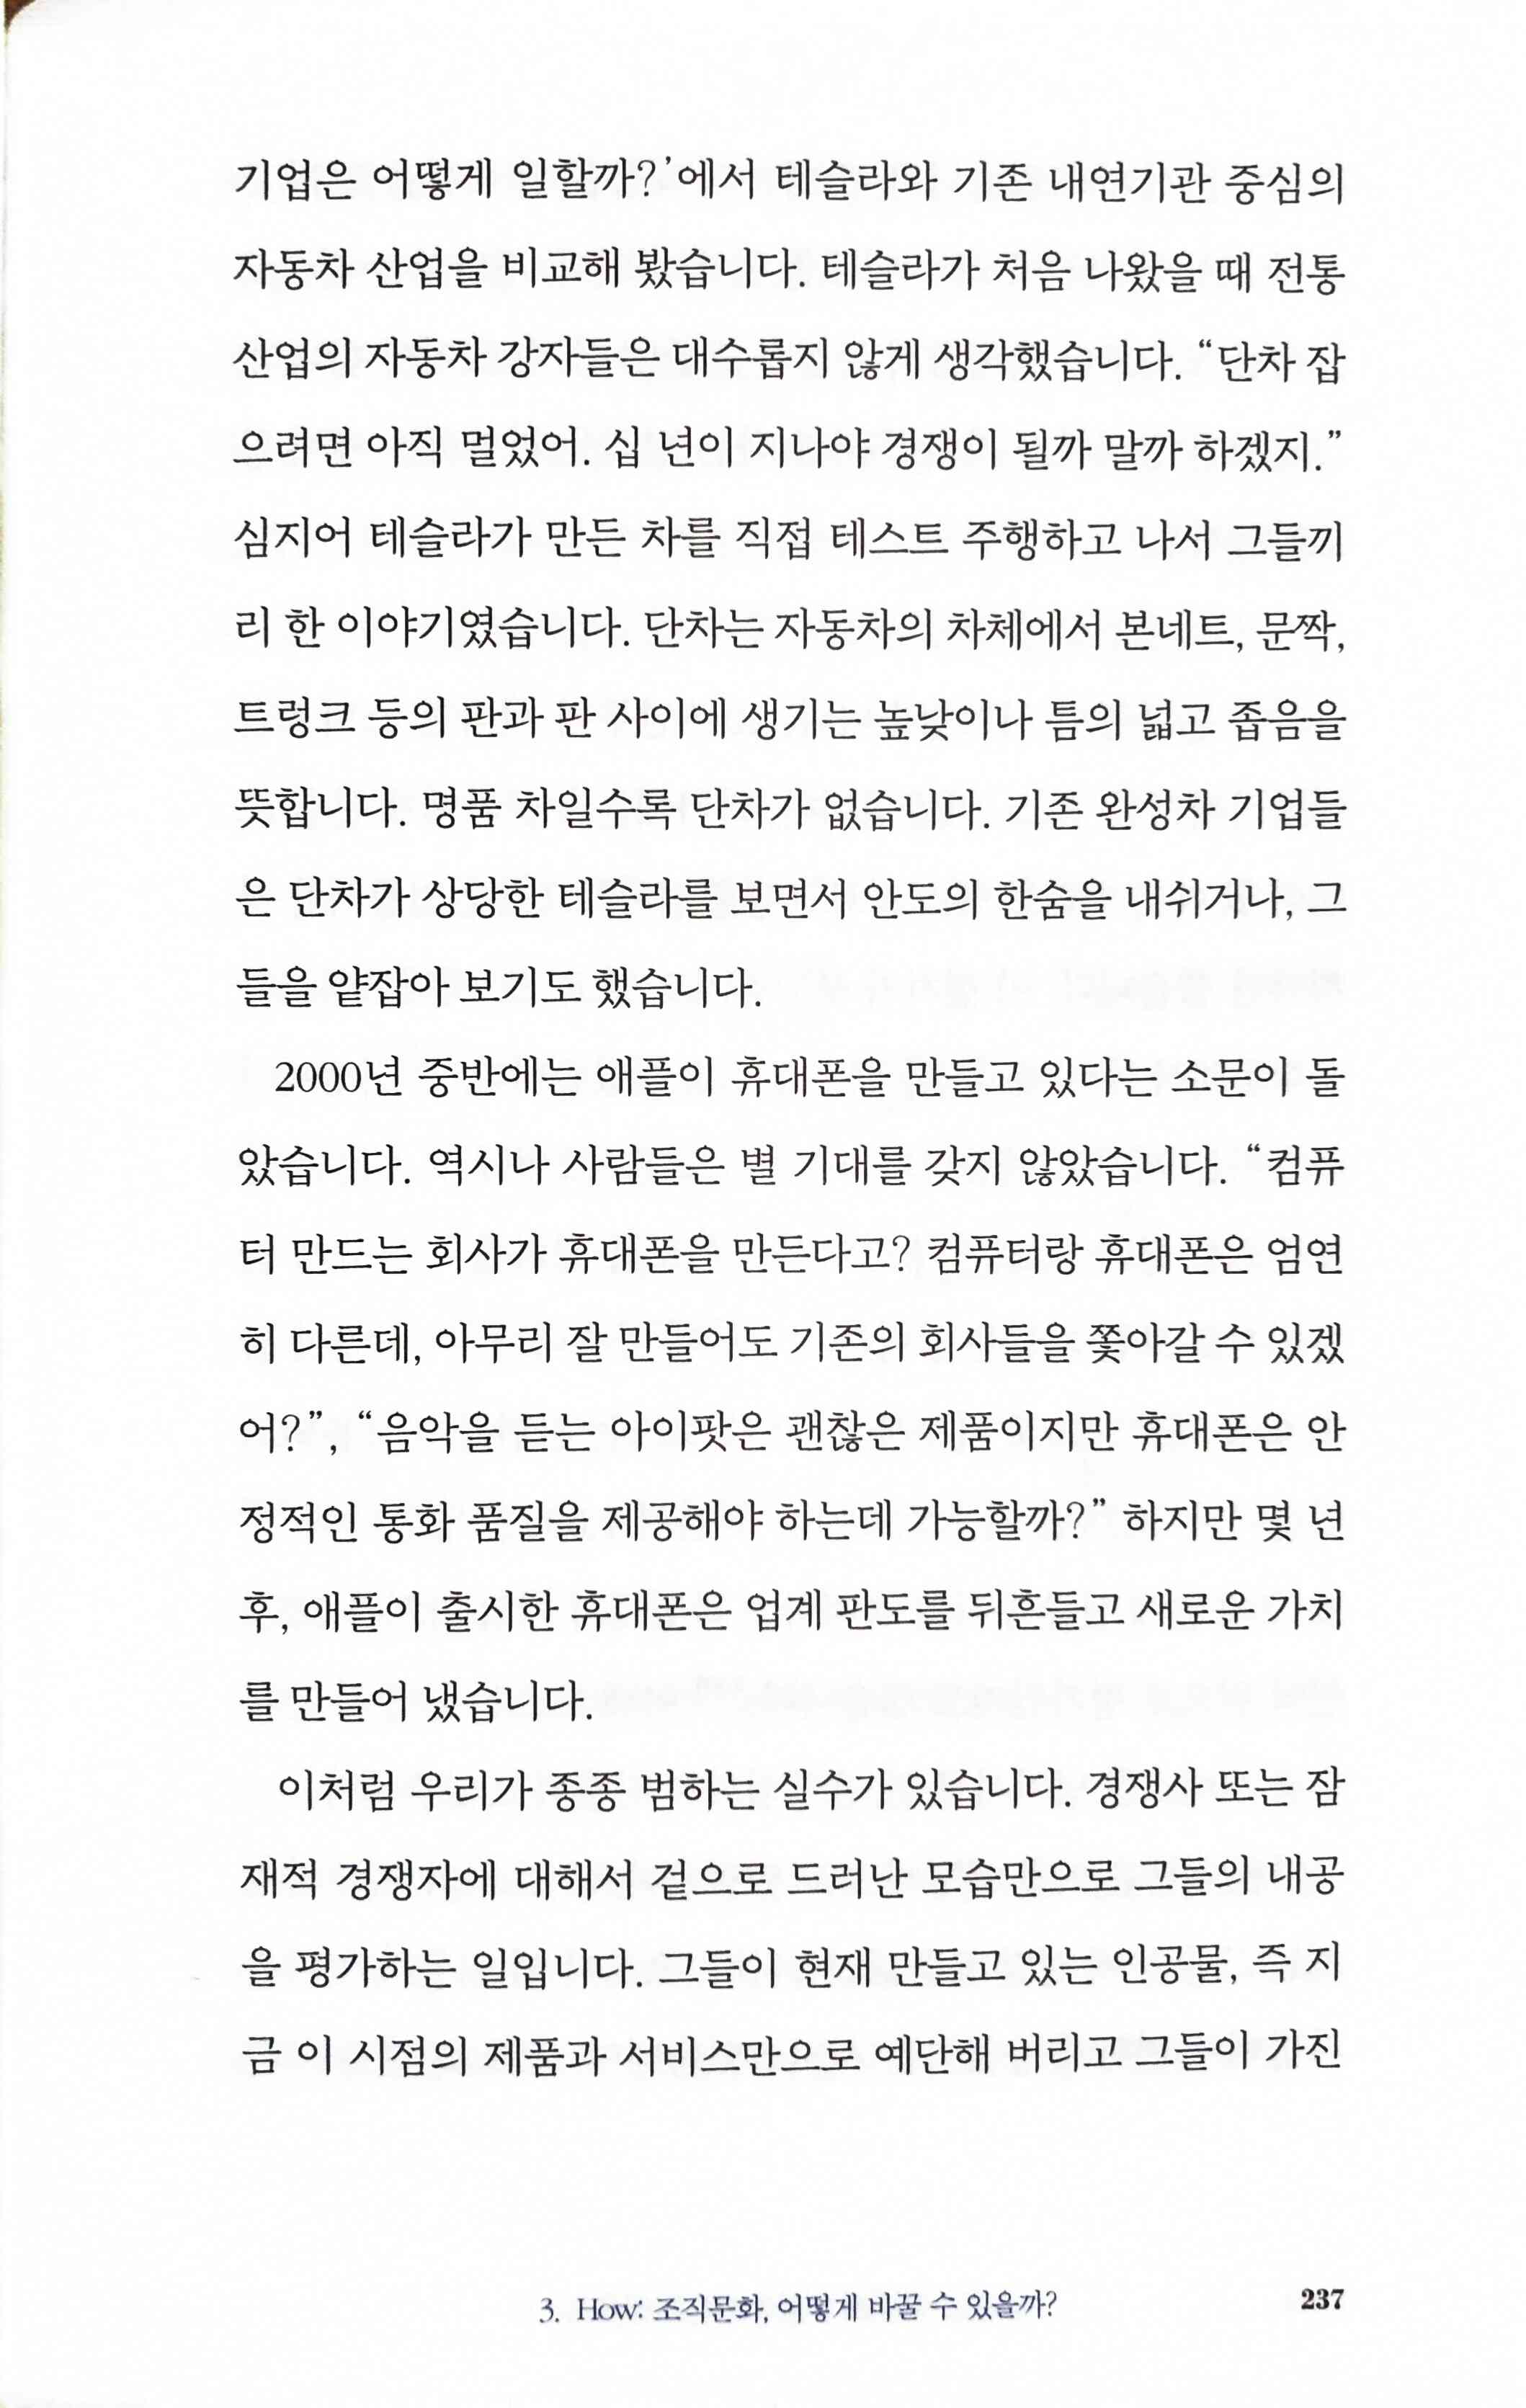 기업은 어떻게 일할까?’에서 테슬라와 기존 내연기관 중심의
자동차 산업을 비교해 봤습니다. 테슬라가 처음 나왔을 때 전통
산업의 자동차 강자들은 대수롭지 않게 생각했습니다. “단차 잡
으려면 아직 멀었어. 십 년이 지나야 경쟁이 될까 말까 하겠지.”
심지어 테슬라가 만든 차를 직접 테스트 주행하고 나서 그들끼
리 한 이야기였습니다. 단차는 자동차의 차체에서 본네트, 문짝,
트렁크 등의 판과 판 사이에 생기는 높낮이나 틈의 넓고 좁음을
뜻합니다. 명품 차일수록 단차가 없습니다. 기존 완성차 기업들
은 단차가 상당한 테슬라를 보면서 안도의 한숨을 내쉬거나, 그
들을 얕잡아 보기도 했습니다.
2000년 중반에는 애플이 휴대폰을 만들고 있다는 소문이 돌
았습니다. 역시나 사람들은 별 기대를 갖지 않았습니다. “컴퓨
터 만드는 회사가 휴대폰을 만든다고? 컴퓨터랑 휴대폰은 엄연
히 다른데, 아무리 잘 만들어도 기존의 회사들을 쫓아갈 수 있겠
어?”, “음악을 듣는 아이팟은 괜찮은 제품이지만 휴대폰은 안
정적인 통화 품질을 제공해야 하는데 가능할까?” 하지만 몇 년
후, 애플이 출시한 휴대폰은 업계 판도를 뒤흔들고 새로운 가치
를 만들어 냈습니다.
이처럼 우리가 종종 범하는 실수가 있습니다. 경쟁사 또는 잠
재적 경쟁자에 대해서 겉으로 드러난 모습만으로 그들의 내공
을 평가하는 일입니다. 그들이 현재 만들고 있는 인공물, 즉 지
금 이 시점의 제품과 서비스만으로 예단해 버리고 그들이 가진
3. How: 조직문화, 어떻게 바꿀 수 있을까? 237